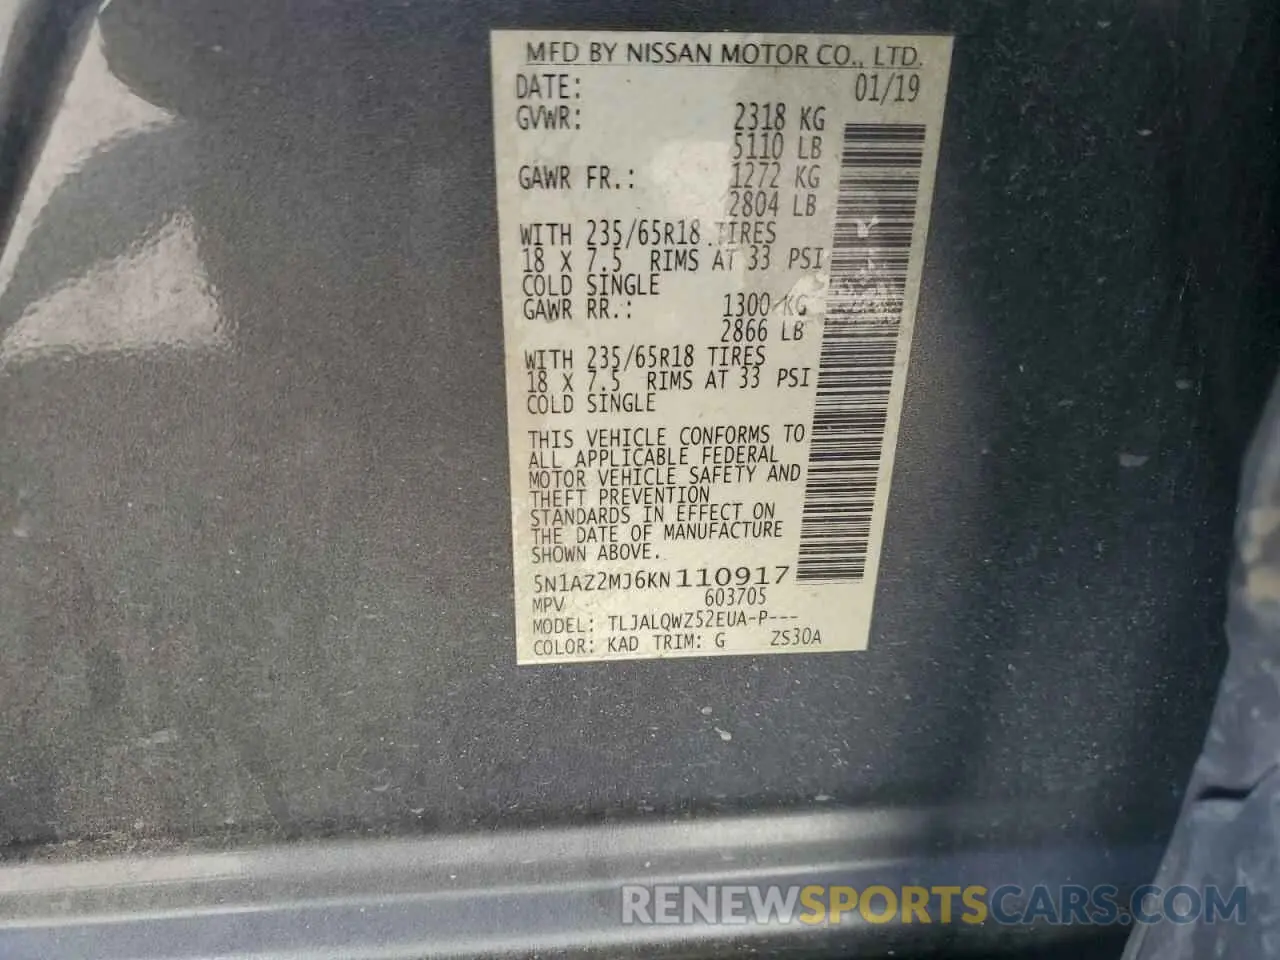 MFD BY NISSAN MOTOR CO., LTD.
DATE: 01/19
GVWR: 2318 KG
5110 LB
GAWR FR.: 1272 KG
2804 LB
WITH 235/65R18 TIRES
18 X 7.5 RIMS AT 33 PSI
COLD SINGLE
GAWR RR.: 1300 KG
2866 LB
WITH 235/65R18 TIRES
18 X 7.5 RIMS AT 33 PSI
COLD SINGLE
THIS VEHICLE CONFORMS TO
ALL APPLICABLE FEDERAL
MOTOR VEHICLE SAFETY AND
THEFT PREVENTION
STANDARDS IN EFFECT ON
THE DATE OF MANUFACTURE
SHOWN ABOVE.
5N1AZ2MJ6KN110917
MPV 603705
MODEL: TLJALQWZ52EUA-P---
COLOR: KAD TRIM: G ZS30A
RENEWSPORTSCARS.COM